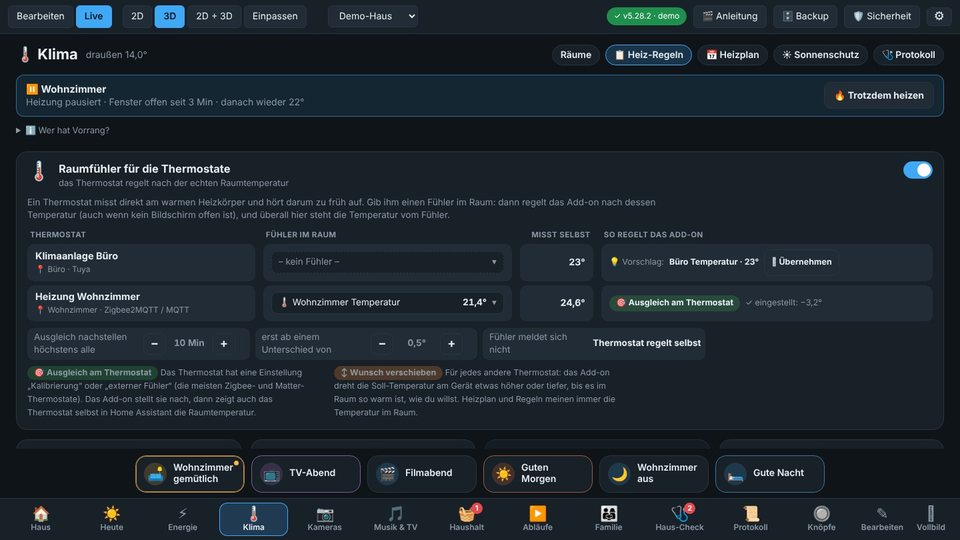 Bearbeiten Live 2D 3D 2D + 3D Einpassen Demo-Haus ✓ v5.28.2 · demo Anleitung Backup Sicherheit
Klima draußen 14,0° Räume Heiz-Regeln Heizplan Sonnenschutz Protokoll
Wohnzimmer
Heizung pausiert · Fenster offen seit 3 Min · danach wieder 22°
Trotzdem heizen
Wer hat Vorrang?
Raumfühler für die Thermostate
das Thermostat regelt nach der echten Raumtemperatur
Ein Thermostat misst direkt am warmen Heizkörper und hört darum zu früh auf. Gib ihm einen Fühler im Raum: dann regelt das Add-on nach dessen
Temperatur (auch wenn kein Bildschirm offen ist), und überall hier steht die Temperatur vom Fühler.
THERMOSTAT FÜHLER IM RAUM MISST SELBST SO REGELT DAS ADD-ON
Klimaanlage Büro
Büro · Tuya
– kein Fühler –
23°
Vorschlag: Büro Temperatur · 23° Übernehmen
Heizung Wohnzimmer
Wohnzimmer · Zigbee2MQTT / MQTT
Wohnzimmer Temperatur 21,4°
24,6°
Ausgleich am Thermostat ✓ eingestellt: −3,2°
Ausgleich nachstellen
höchstens alle
− 10 Min +
erst ab einem
Unterschied von
− 0,5° +
Fühler meldet sich
nicht
Thermostat regelt selbst
Ausgleich am Thermostat Das Thermostat hat eine Einstellung
„Kalibrierung“ oder „externer Fühler“ (die meisten Zigbee- und Matter-
Thermostate). Das Add-on stellt sie nach, dann zeigt auch das
Thermostat selbst in Home Assistant die Raumtemperatur.
Wunsch verschieben Für jedes andere Thermostat: das Add-on
dreht die Soll-Temperatur am Gerät etwas höher oder tiefer, bis es im
Raum so warm ist, wie du willst. Heizplan und Regeln meinen immer die
Temperatur im Raum.
Wohnzimmer
gemütlich
TV-Abend
Filmabend
Guten
Morgen
Wohnzimmer
aus
Gute Nacht
1 2
Haus Heute Energie Klima Kameras Musik & TV Haushalt Abläufe Familie Haus-Check Protokoll Knöpfe Bearbeiten Vollbild